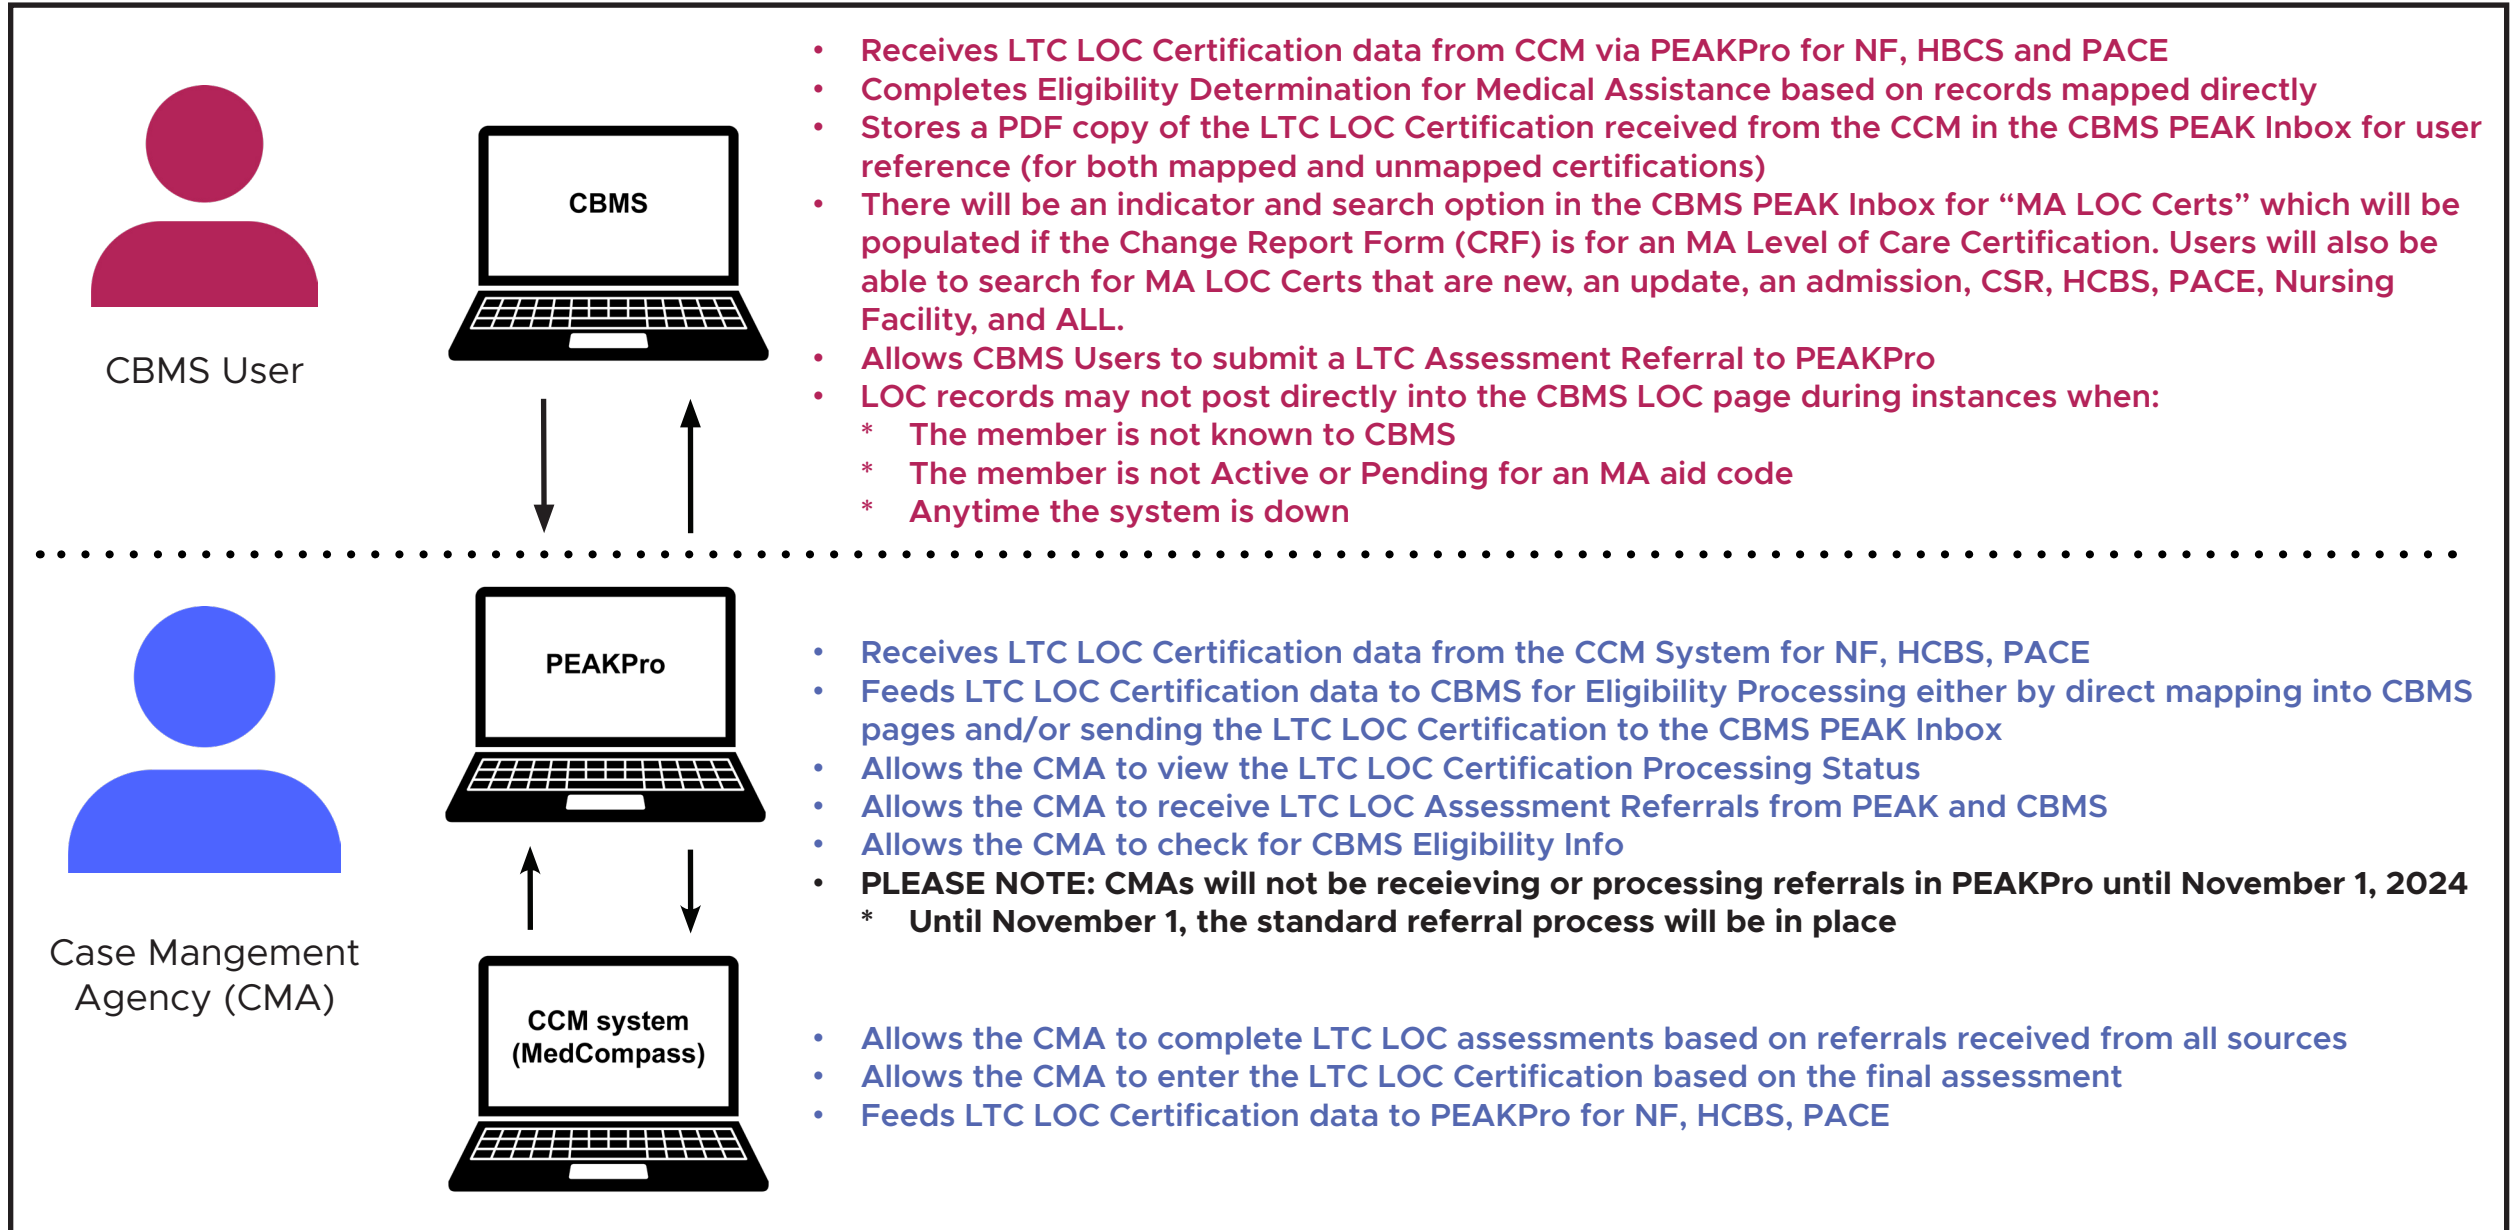 • Receives LTC LOC Certification data from CCM via PEAKPro for NF, HBCS and PACE
• Completes Eligibility Determination for Medical Assistance based on records mapped directly
• Stores a PDF copy of the LTC LOC Certification received from the CCM in the CBMS PEAK Inbox for user
reference (for both mapped and unmapped certifications)
• There will be an indicator and search option in the CBMS PEAK Inbox for “MA LOC Certs” which will be
populated if the Change Report Form (CRF) is for an MA Level of Care Certification. Users will also be
able to search for MA LOC Certs that are new, an update, an admission, CSR, HCBS, PACE, Nursing
Facility, and ALL.
• Allows CBMS Users to submit a LTC Assessment Referral to PEAKPro
• LOC records may not post directly into the CBMS LOC page during instances when:
* The member is not known to CBMS
* The member is not Active or Pending for an MA aid code
* Anytime the system is down
CBMS
CBMS User
PEAKPro
• Receives LTC LOC Certification data from the CCM System for NF, HCBS, PACE
• Feeds LTC LOC Certification data to CBMS for Eligibility Processing either by direct mapping into CBMS
pages and/or sending the LTC LOC Certification to the CBMS PEAK Inbox
• Allows the CMA to view the LTC LOC Certification Processing Status
• Allows the CMA to receive LTC LOC Assessment Referrals from PEAK and CBMS
• Allows the CMA to check for CBMS Eligibility Info
• PLEASE NOTE: CMAs will not be receieving or processing referrals in PEAKPro until November 1, 2024
* Until November 1, the standard referral process will be in place
Case Mangement
Agency (CMA)
CCM system
(MedCompass)
• Allows the CMA to complete LTC LOC assessments based on referrals received from all sources
• Allows the CMA to enter the LTC LOC Certification based on the final assessment
• Feeds LTC LOC Certification data to PEAKPro for NF, HCBS, PACE